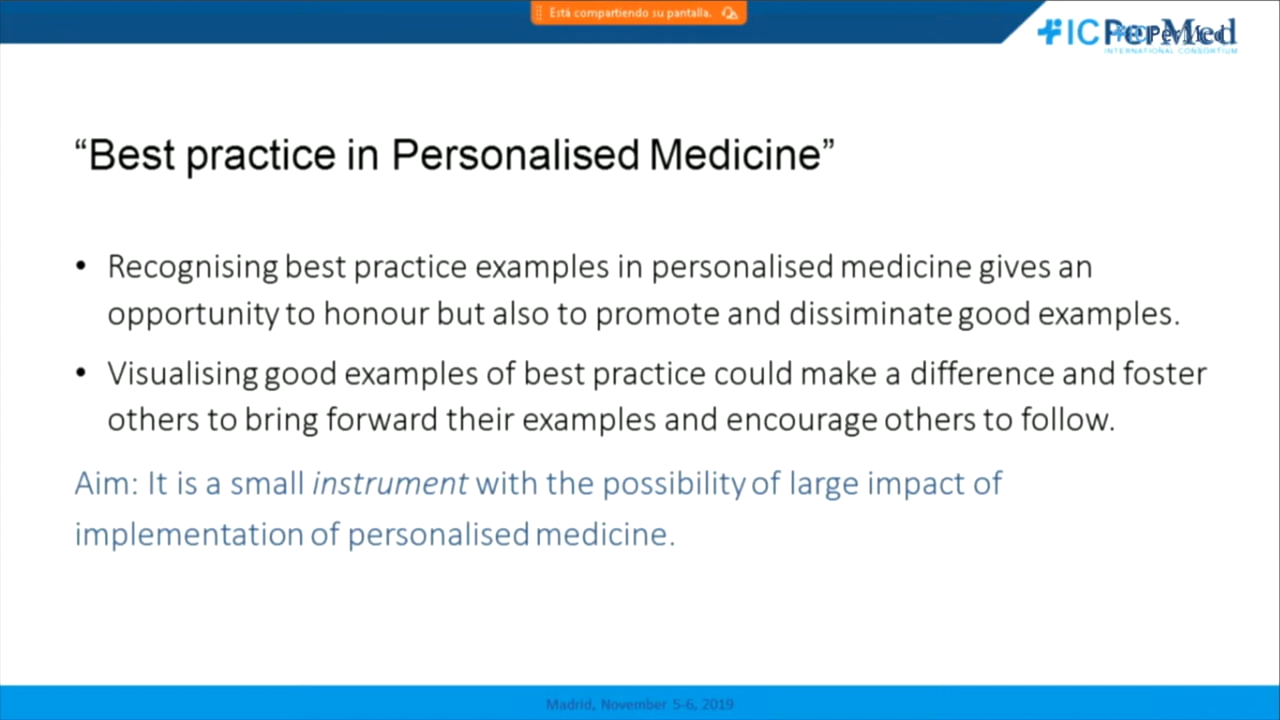 Está compartiendo su pantalla.
ICPerMed
INTERNATIONAL CONSORTIUM
“Best practice in Personalised Medicine”
• Recognising best practice examples in personalised medicine gives an
opportunity to honour but also to promote and dissiminate good examples.
• Visualising good examples of best practice could make a difference and foster
others to bring forward their examples and encourage others to follow.
Aim: It is a small instrument with the possibility of large impact of
implementation of personalised medicine.
Madrid, November 5-6, 2019